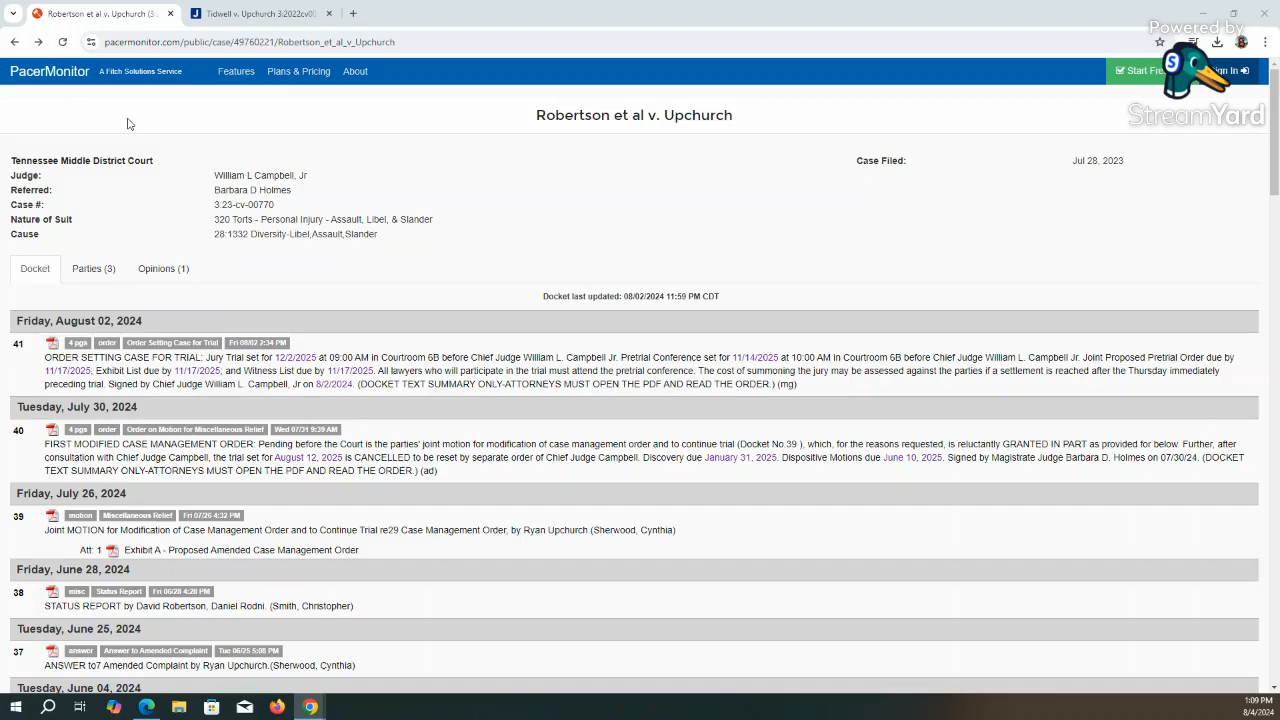 Robertson et al v. Upchurch (3:2
Tidwell v. Upchurch 3:2022cv00
pacermonitor.com/public/case/49760221/Robertson_et_al_v_Upchurch
Powered by
StreamYard
PacerMonitor A Fitch Solutions Service Features Plans & Pricing About Start Fre Sign In
Robertson et al v. Upchurch
Tennessee Middle District Court Case Filed: Jul 28, 2023
Judge: William L Campbell, Jr
Referred: Barbara D Holmes
Case #: 3:23-cv-00770
Nature of Suit 320 Torts - Personal Injury - Assault, Libel, & Slander
Cause 28:1332 Diversity-Libel,Assault,Slander
Docket Parties (3) Opinions (1)
Docket last updated: 08/02/2024 11:59 PM CDT
Friday, August 02, 2024
41 4 pgs order Order Setting Case for Trial Fri 08/02 2:34 PM
ORDER SETTING CASE FOR TRIAL: Jury Trial set for 12/2/2025 at 09:00 AM in Courtroom 6B before Chief Judge William L. Campbell Jr. Pretrial Conference set for 11/14/2025 at 10:00 AM in Courtroom 6B before Chief Judge William L. Campbell Jr. Joint Proposed Pretrial Order due by
11/17/2025; Exhibit List due by 11/17/2025; and Witness List due by 11/17/2025. All lawyers who will participate in the trial must attend the pretrial conference. The cost of summoning the jury may be assessed against the parties if a settlement is reached after the Thursday immediately
preceding trial. Signed by Chief Judge William L. Campbell, Jr on 8/2/2024. (DOCKET TEXT SUMMARY ONLY-ATTORNEYS MUST OPEN THE PDF AND READ THE ORDER.) (mg)
Tuesday, July 30, 2024
40 4 pgs order Order on Motion for Miscellaneous Relief Wed 07/31 9:39 AM
FIRST MODIFIED CASE MANAGEMENT ORDER: Pending before the Court is the parties' joint motion for modification of case management order and to continue trial (Docket No.39 ), which, for the reasons requested, is reluctantly GRANTED IN PART as provided for below. Further, after
consultation with Chief Judge Campbell, the trial set for August 12, 2025 is CANCELLED to be reset by separate order of Chief Judge Campbell. Discovery due January 31, 2025. Dispositive Motions due June 10, 2025. Signed by Magistrate Judge Barbara D. Holmes on 07/30/24. (DOCKET
TEXT SUMMARY ONLY-ATTORNEYS MUST OPEN THE PDF AND READ THE ORDER.) (ad)
Friday, July 26, 2024
39 motion Miscellaneous Relief Fri 07/26 4:32 PM
Joint MOTION for Modification of Case Management Order and to Continue Trial re29 Case Management Order, by Ryan Upchurch (Sherwood, Cynthia)
Att: 1 Exhibit A - Proposed Amended Case Management Order
Friday, June 28, 2024
38 misc Status Report Fri 06/28 4:28 PM
STATUS REPORT by David Robertson, Daniel Rodni. (Smith, Christopher)
Tuesday, June 25, 2024
37 answer Answer to Amended Complaint Tue 06/25 5:08 PM
ANSWER to7 Amended Complaint by Ryan Upchurch.(Sherwood, Cynthia)
Tuesday, June 04, 2024
1:09 PM
8/4/2024